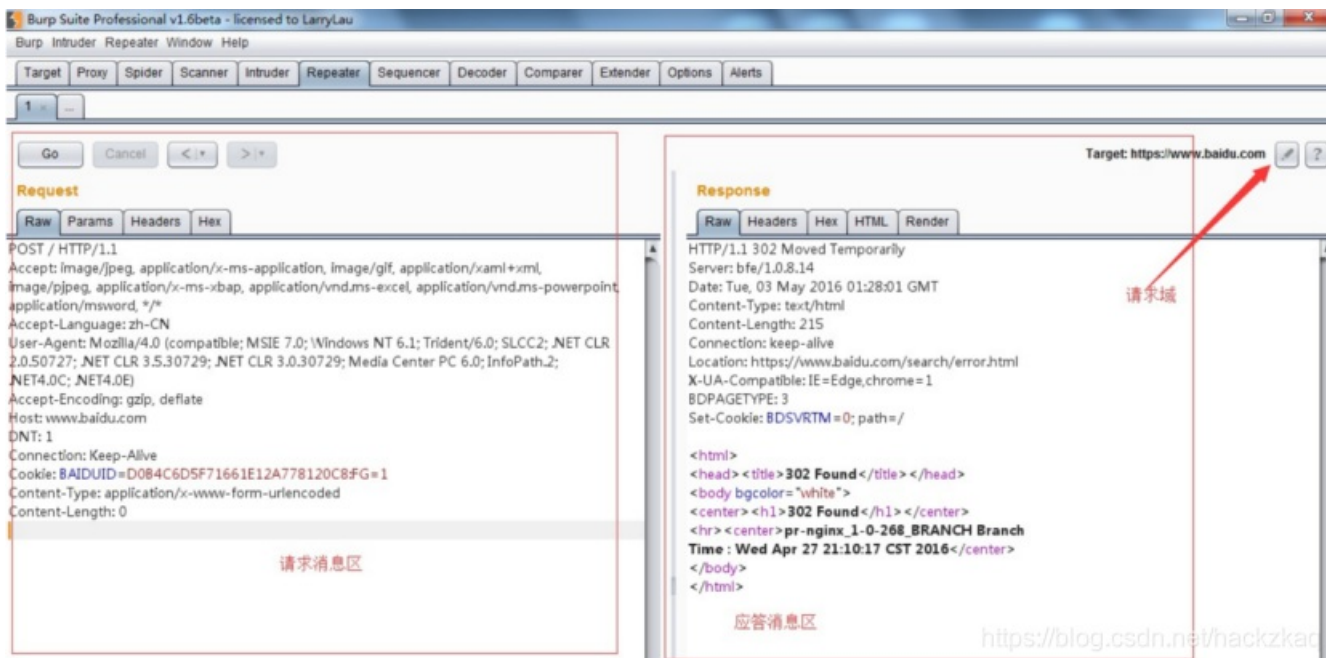 Burp Suite Professional v1.6beta - licensed to LarryLau
Burp Intruder Repeater Window Help
Target Proxy Spider Scanner Intruder Repeater Sequencer Decoder Comparer Extender Options Alerts
1 × ...
Go Cancel < >
Target: https://www.baidu.com ?
Request
Raw Params Headers Hex
POST / HTTP/1.1
Accept: image/jpeg, application/x-ms-application, image/gif, application/xaml+xml,
image/pjpeg, application/x-ms-xbap, application/vnd.ms-excel, application/vnd.ms-powerpoint,
application/msword, */*
Accept-Language: zh-CN
User-Agent: Mozilla/4.0 (compatible; MSIE 7.0; Windows NT 6.1; Trident/6.0; SLCC2; .NET CLR
2.0.50727; .NET CLR 3.5.30729; .NET CLR 3.0.30729; Media Center PC 6.0; InfoPath.2;
.NET4.0C; .NET4.0E)
Accept-Encoding: gzip, deflate
Host: www.baidu.com
DNT: 1
Connection: Keep-Alive
Cookie: BAIDUID=D0B4C6D5F71661E12A778120C8:FG=1
Content-Type: application/x-www-form-urlencoded
Content-Length: 0
请求消息区
Response
Raw Headers Hex HTML Render
HTTP/1.1 302 Moved Temporarily
Server: bfe/1.0.8.14
Date: Tue, 03 May 2016 01:28:01 GMT
Content-Type: text/html
Content-Length: 215
Connection: keep-alive
Location: https://www.baidu.com/search/error.html
X-UA-Compatible: IE=Edge,chrome=1
BDPAGETYPE: 3
Set-Cookie: BDSVRTM=0; path=/
请求域
<html>
<head><title>302 Found</title></head>
<body bgcolor="white">
<center><h1>302 Found</h1></center>
<hr><center>pr-nginx_1-0-268_BRANCH Branch
Time : Wed Apr 27 21:10:17 CST 2016</center>
</body>
</html>
应答消息区
https://blog.csdn.net/hackzkaq